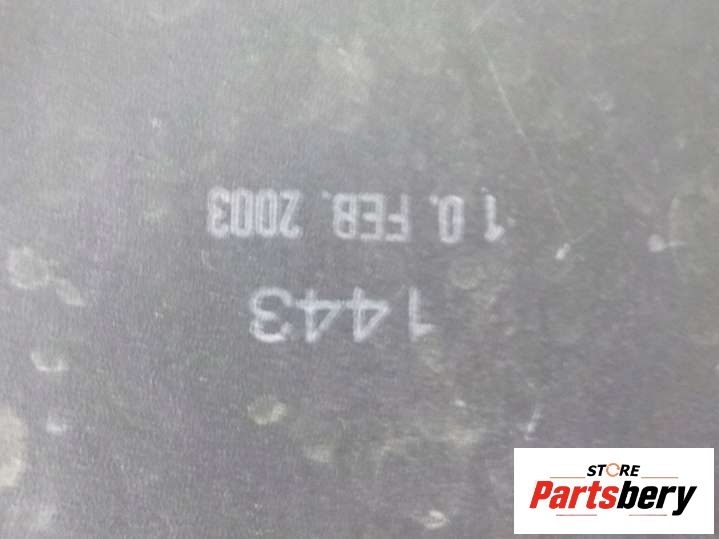 1443
10. FEB. 2003
STORE
Partsbery